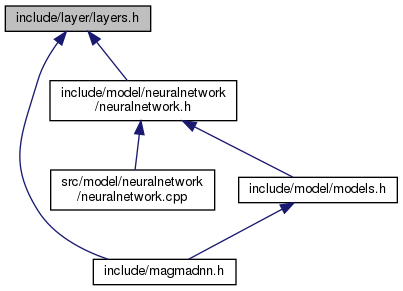 include/layer/layers.h
include/model/neuralnetwork
/neuralnetwork.h
src/model/neuralnetwork
/neuralnetwork.cpp
include/model/models.h
include/magmadnn.h